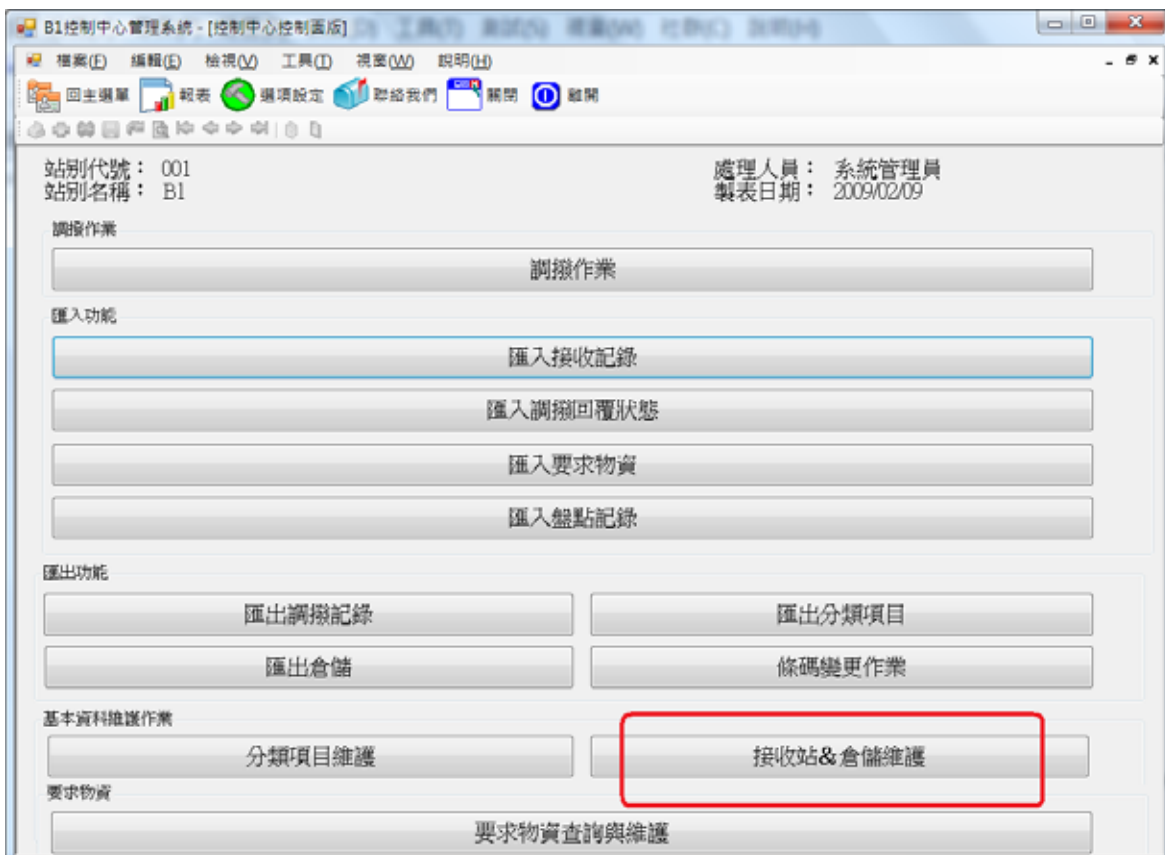 B1控制中心管理系統 - [控制中心控制面版]
檔案(F) 編輯(E) 檢視(V) 工具(T) 視窗(W) 說明(H)
回主選單 報表 選項設定 聯絡我們 關閉 離開
站別代號： 001 處理人員： 系統管理員
站別名稱： B1 製表日期： 2009/02/09
調撥作業
調撥作業
匯入功能
匯入接收記錄
匯入調撥回覆狀態
匯入要求物資
匯入盤點記錄
匯出功能
匯出調撥記錄 匯出分類項目
匯出倉儲 條碼變更作業
基本資料維護作業
分類項目維護 接收站&倉儲維護
要求物資
要求物資查詢與維護